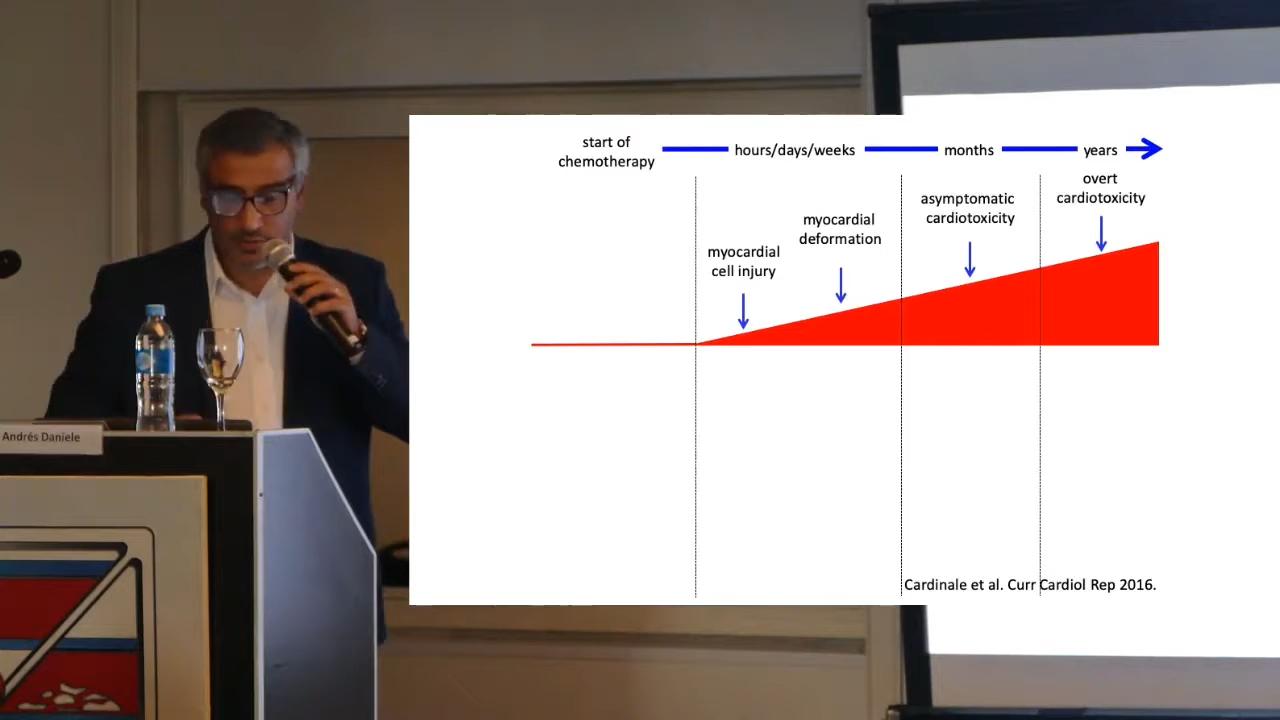 start of
chemotherapy
hours/days/weeks
months
years
overt
cardiotoxicity
asymptomatic
cardiotoxicity
myocardial
deformation
myocardial
cell injury
Andrés Daniele
Cardinale et al. Curr Cardiol Rep 2016.